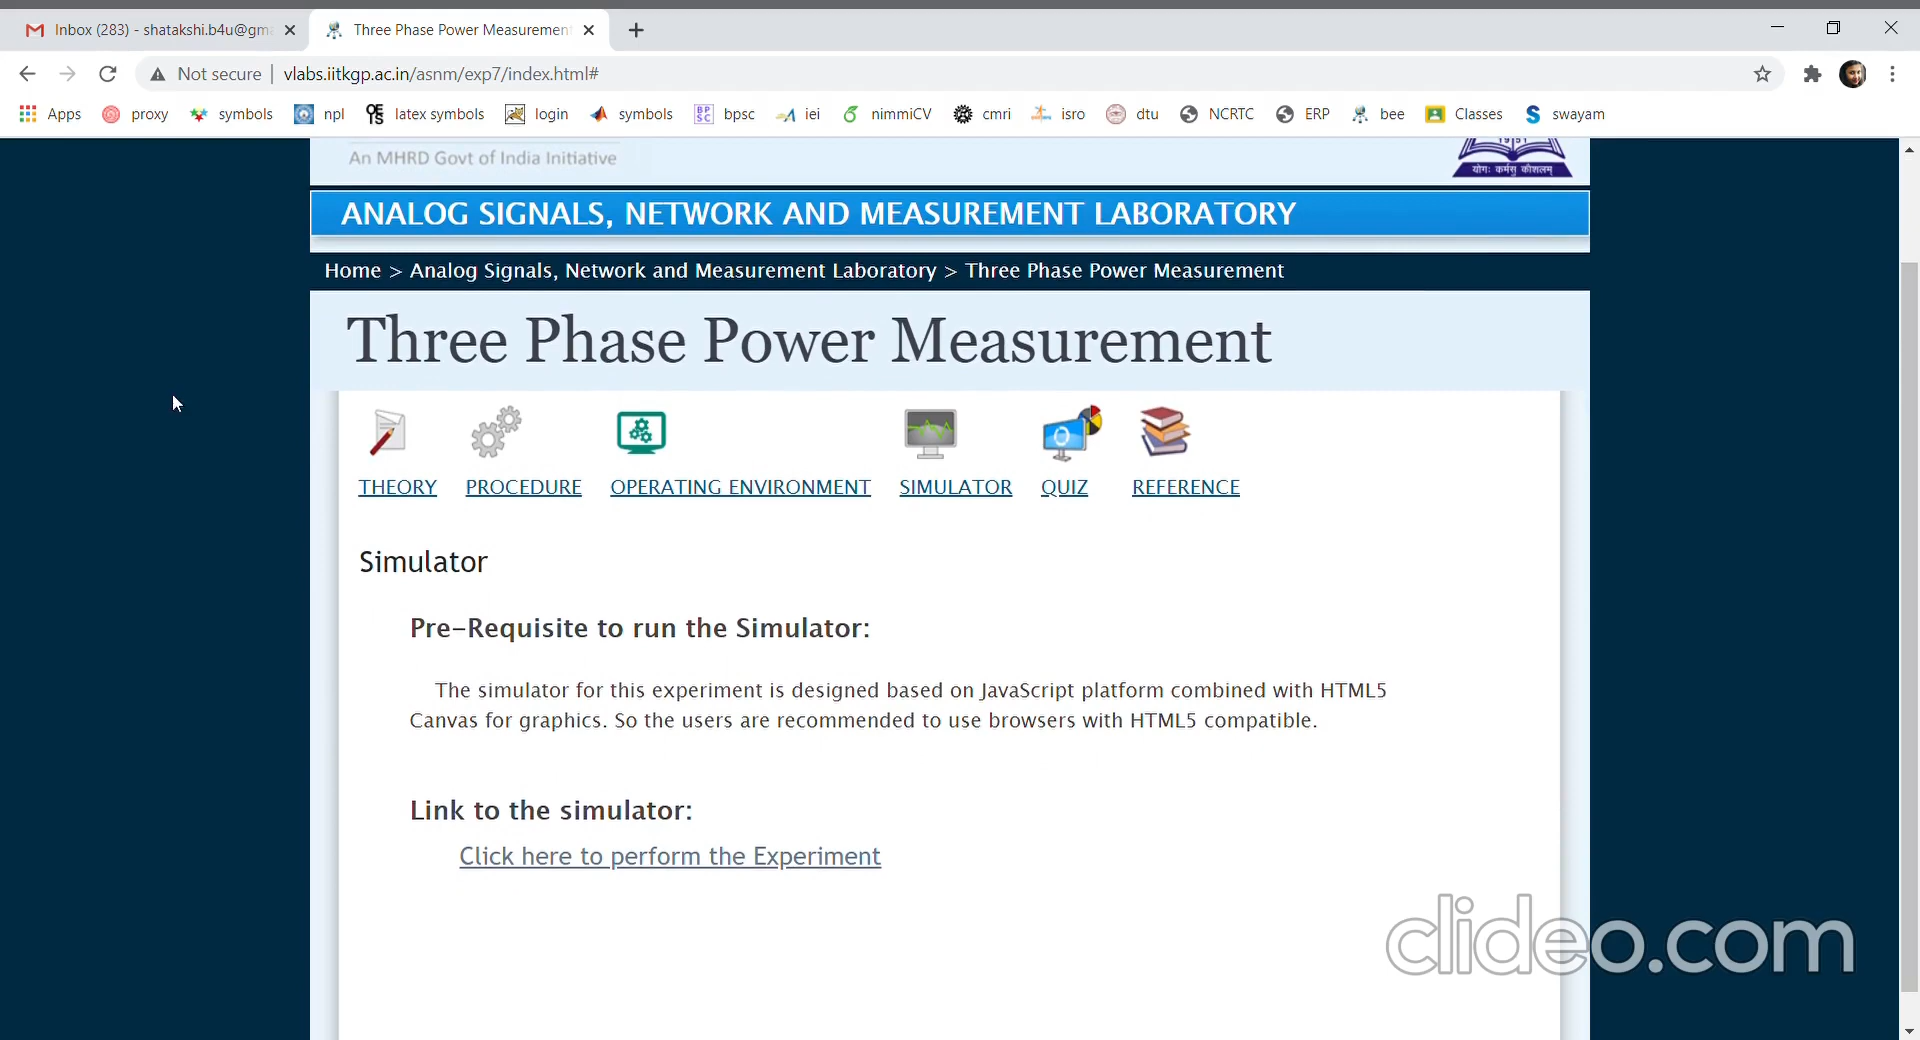 Inbox (283) - shatakshi.b4u@gm
Three Phase Power Measurement
Not secure | vlabs.iitkgp.ac.in/asnm/exp7/index.html#
Apps proxy symbols npl latex symbols login symbols BPSC bpsc iei nimmiCV cmri isro dtu NCRTC ERP bee Classes swayam
An MHRD Govt of India Initiative
1951
योगः कर्मसु कौशलम्
ANALOG SIGNALS, NETWORK AND MEASUREMENT LABORATORY
Home > Analog Signals, Network and Measurement Laboratory > Three Phase Power Measurement
Three Phase Power Measurement
THEORY PROCEDURE OPERATING ENVIRONMENT SIMULATOR QUIZ REFERENCE
Simulator
Pre-Requisite to run the Simulator:
The simulator for this experiment is designed based on JavaScript platform combined with HTML5
Canvas for graphics. So the users are recommended to use browsers with HTML5 compatible.
Link to the simulator:
Click here to perform the Experiment
clideo.com